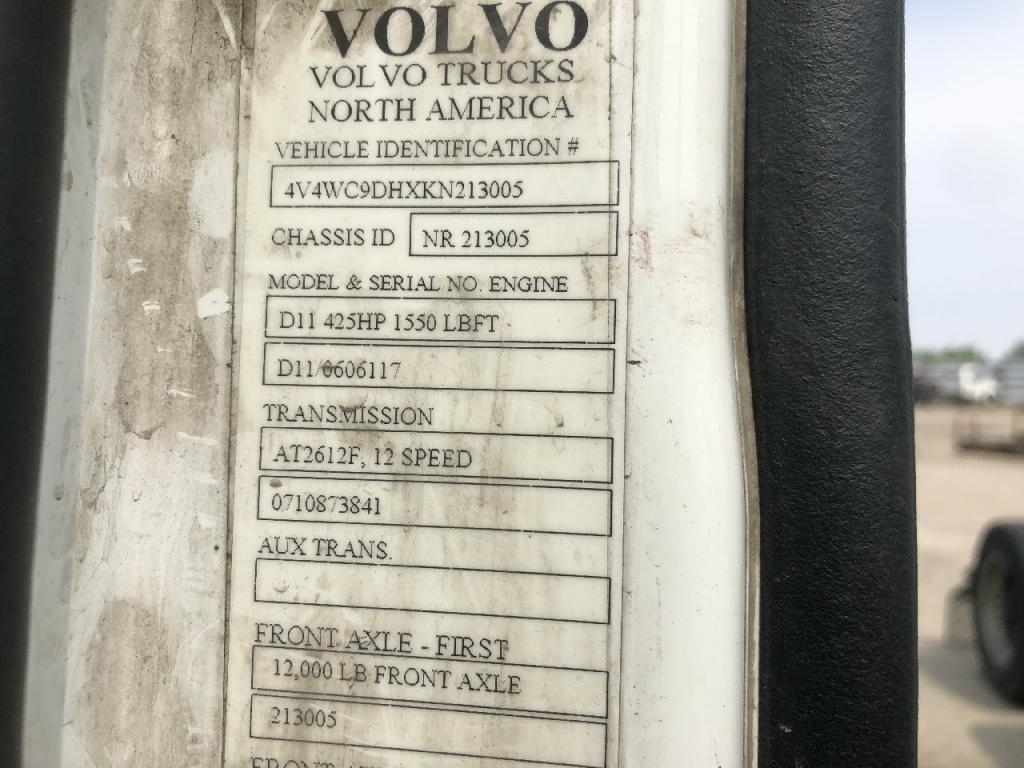 VOLVO
VOLVO TRUCKS
NORTH AMERICA
VEHICLE IDENTIFICATION #
4V4WC9DHXKN213005
CHASSIS ID NR 213005
MODEL & SERIAL NO. ENGINE
D11 425HP 1550 LBFT
D11/0606117
TRANSMISSION
AT2612F, 12 SPEED
0710873841
AUX TRANS.
FRONT AXLE - FIRST
12,000 LB FRONT AXLE
213005
FRONT